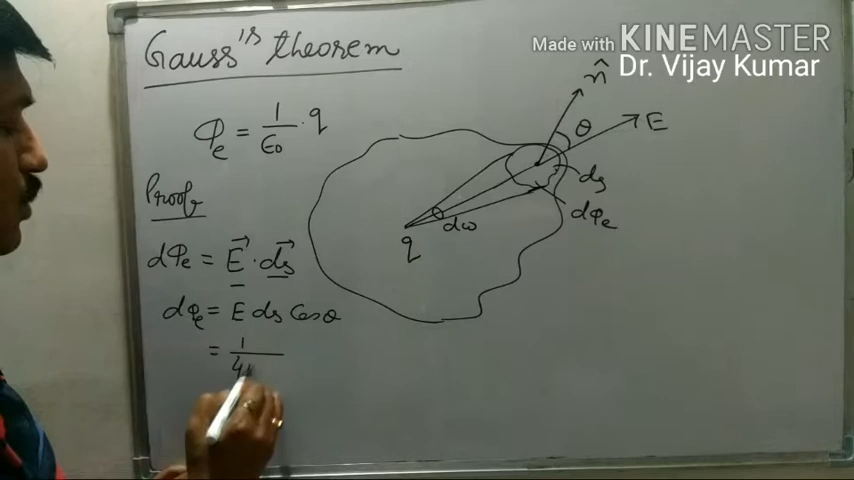 Gauss's theorem
Made with KINEMASTER
Dr. Vijay Kumar
n̂
φe = 1/ε0 · q
θ
E
Proof
ds
dφe
q
dω
dφe = E⃗ · ds⃗
dφe = E ds Cosθ
= 1/4π